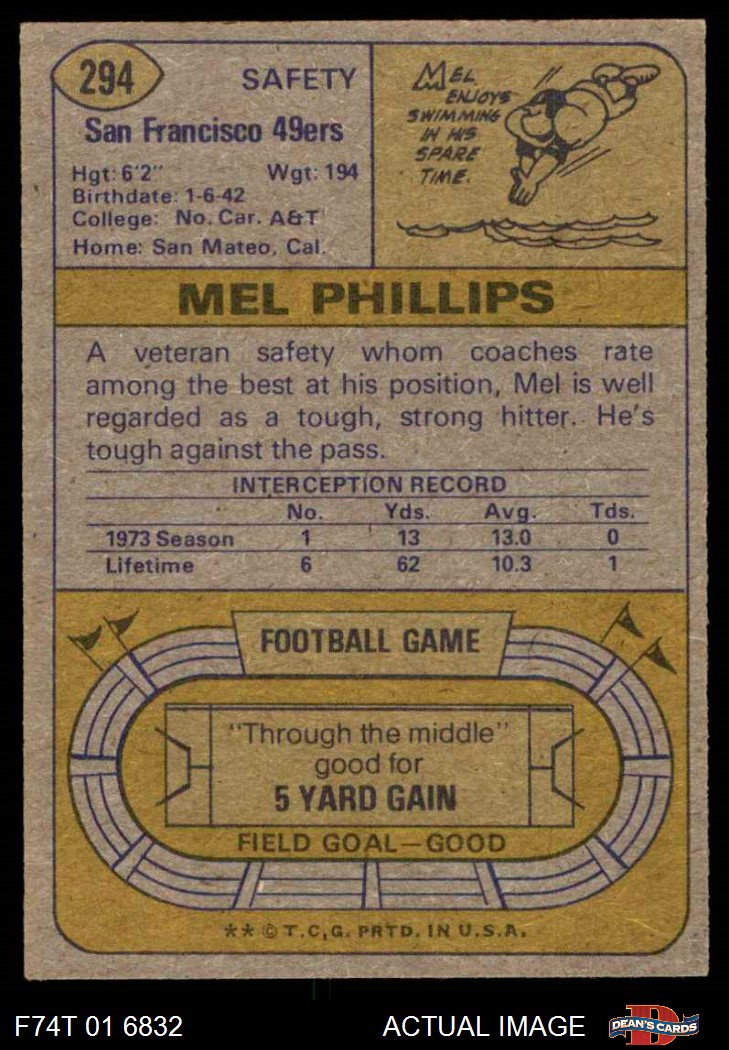 294
SAFETY
San Francisco 49ers
Hgt: 6'2" Wgt: 194
Birthdate: 1-6-42
College: No. Car. A&T
Home: San Mateo, Cal.
MEL
ENJOYS
SWIMMING
IN HIS
SPARE
TIME.
MEL PHILLIPS
A veteran safety whom coaches rate
among the best at his position, Mel is well
regarded as a tough, strong hitter. He's
tough against the pass.
INTERCEPTION RECORD
No. Yds. Avg. Tds.
1973 Season 1 13 13.0 0
Lifetime 6 62 10.3 1
FOOTBALL GAME
"Through the middle"
good for
5 YARD GAIN
FIELD GOAL—GOOD
** © T.C.G. PRTD. IN U.S.A.
F74T 01 6832 ACTUAL IMAGE
D
DEAN'S CARDS